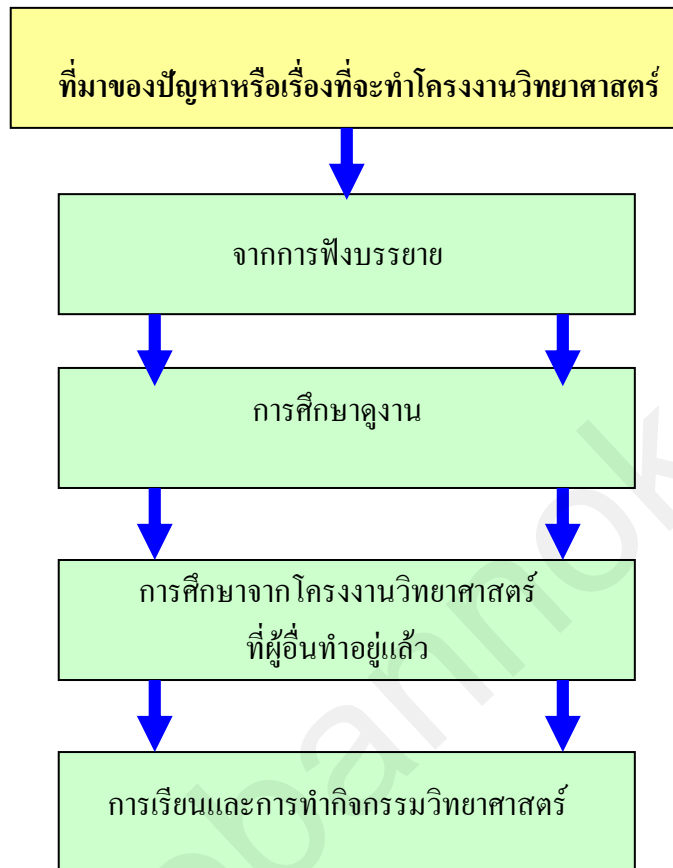 ที่มาของปัญหาหรือเรื่องที่จะทำโครงงานวิทยาศาสตร์
จากการฟังบรรยาย
การศึกษาดูงาน
การศึกษาจากโครงงานวิทยาศาสตร์
ที่ผู้อื่นทำอยู่แล้ว
การเรียนและการทำกิจกรรมวิทยาศาสตร์